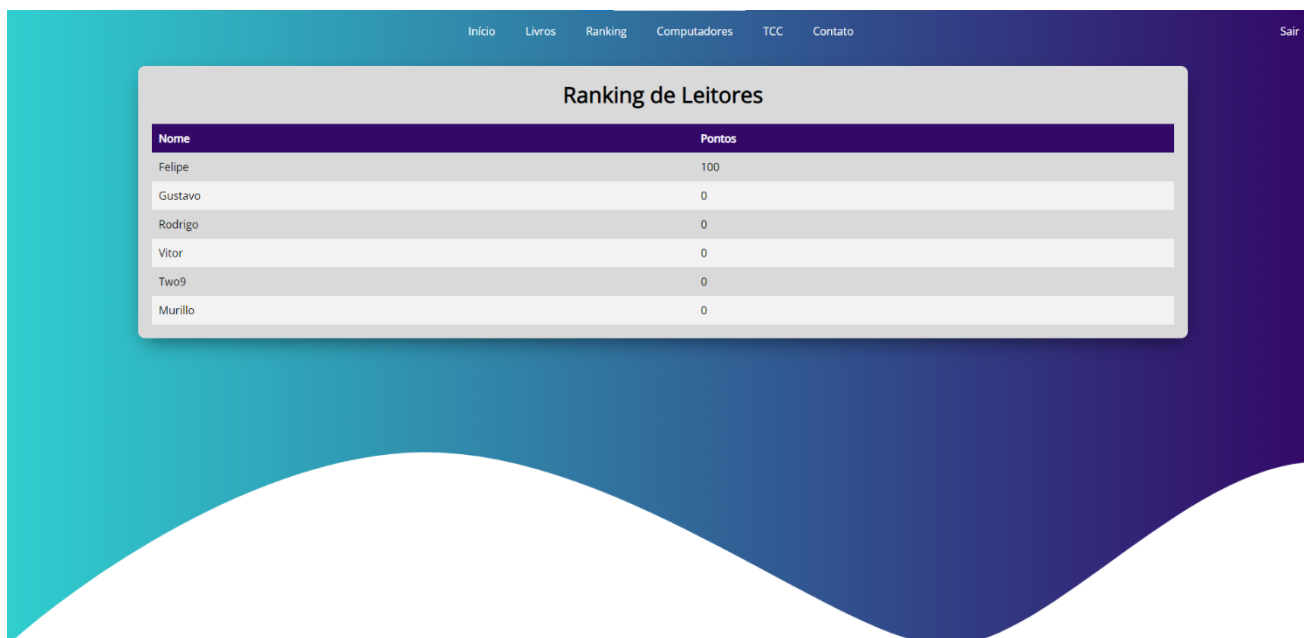 Início Livros Ranking Computadores TCC Contato Sair
Ranking de Leitores
Nome Pontos
Felipe 100
Gustavo 0
Rodrigo 0
Vitor 0
Two9 0
Murillo 0